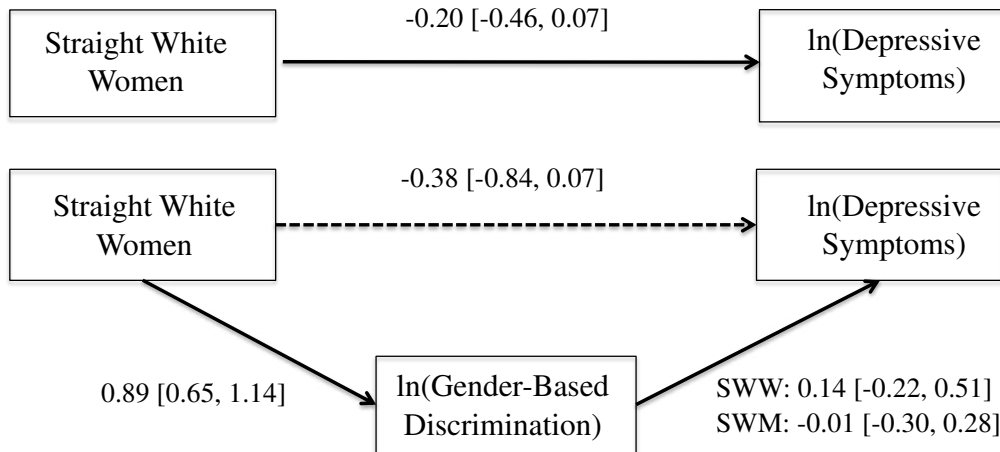 -0.20 [-0.46, 0.07]
Straight White
Women
ln(Depressive
Symptoms)
-0.38 [-0.84, 0.07]
Straight White
Women
ln(Depressive
Symptoms)
0.89 [0.65, 1.14]
ln(Gender-Based
Discrimination)
SWW: 0.14 [-0.22, 0.51]
SWM: -0.01 [-0.30, 0.28]